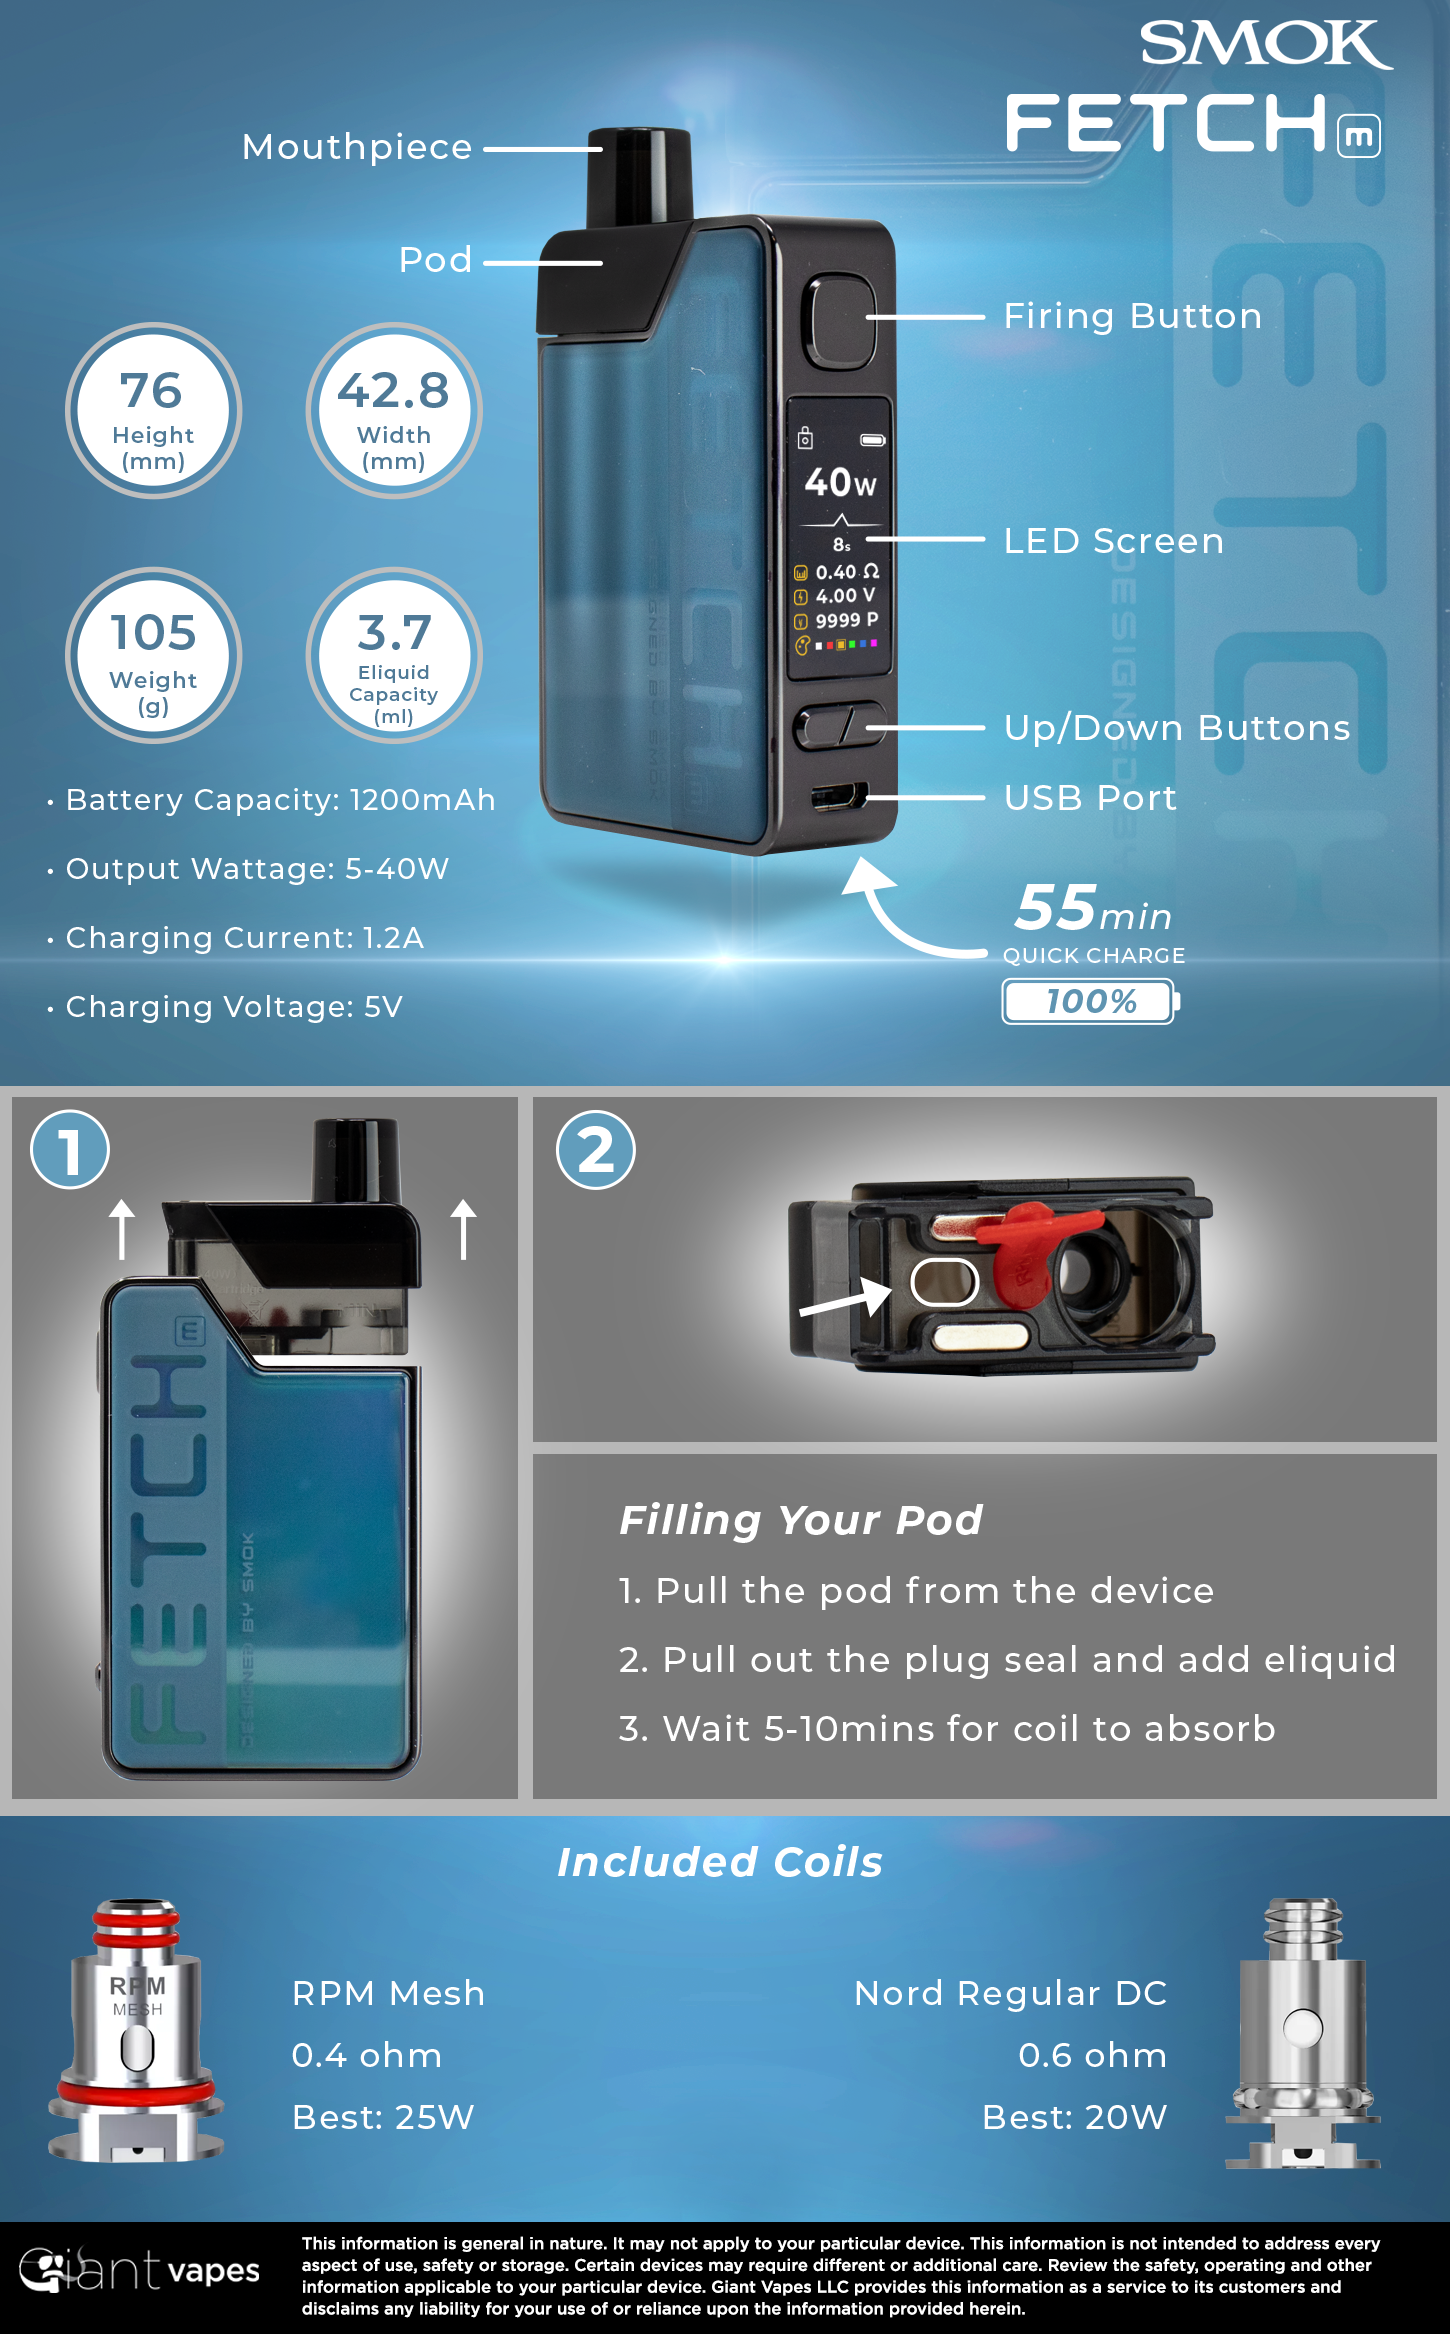 SMOK
FETCH m
Mouthpiece
Pod
Firing Button
76
Height
(mm)
42.8
Width
(mm)
40W
8s
0.40 Ω
4.00 V
9999 P
LED Screen
105
Weight
(g)
3.7
Eliquid
Capacity
(ml)
Up/Down Buttons
USB Port
• Battery Capacity: 1200mAh
• Output Wattage: 5-40W
• Charging Current: 1.2A
• Charging Voltage: 5V
55min
QUICK CHARGE
100%
FETCH
DESIGNED BY
FETCH m
DESIGNED BY SMOK
1
FETCH m
DESIGNED BY SMOK
2
Filling Your Pod
1. Pull the pod from the device
2. Pull out the plug seal and add eliquid
3. Wait 5-10mins for coil to absorb
Included Coils
RPM
MESH
RPM Mesh
0.4 ohm
Best: 25W
Nord Regular DC
0.6 ohm
Best: 20W
Giant vapes
This information is general in nature. It may not apply to your particular device. This information is not intended to address every
aspect of use, safety or storage. Certain devices may require different or additional care. Review the safety, operating and other
information applicable to your particular device. Giant Vapes LLC provides this information as a service to its customers and
disclaims any liability for your use of or reliance upon the information provided herein.